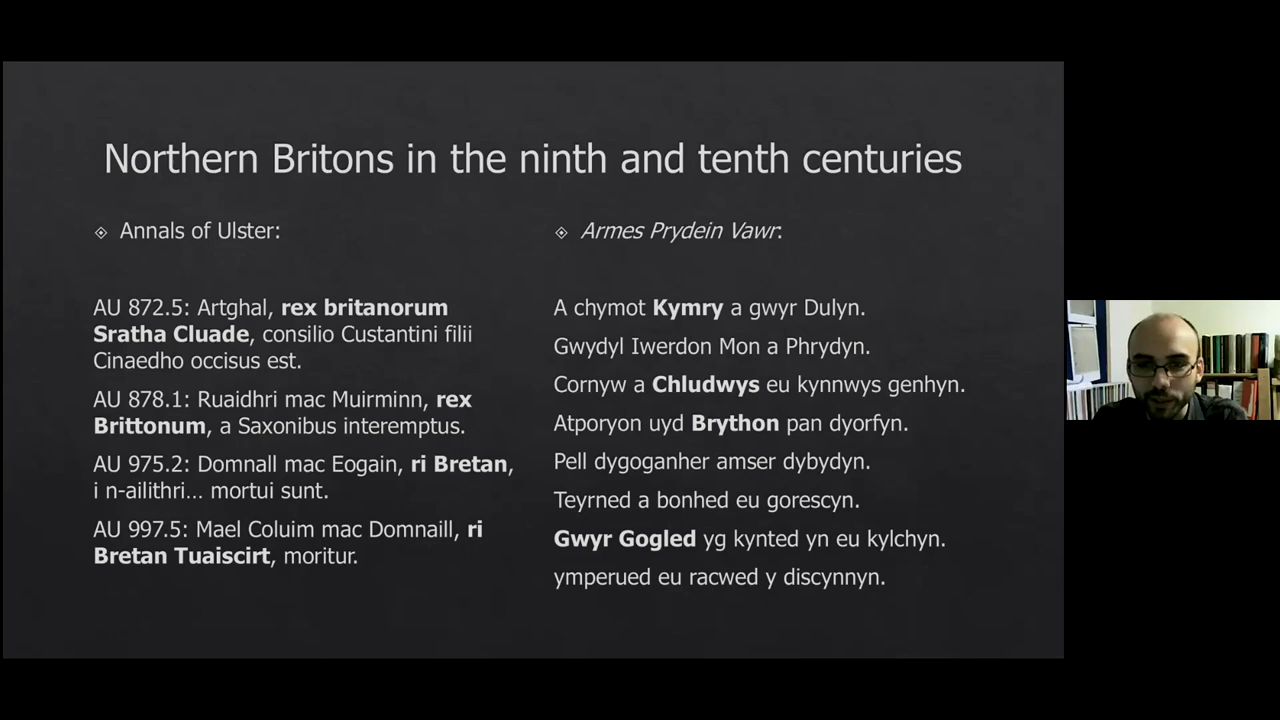 Northern Britons in the ninth and tenth centuries
Annals of Ulster:
AU 872.5: Artghal, rex britanorum
Sratha Cluade, consilio Custantini filii
Cinaedho occisus est.
AU 878.1: Ruaidhri mac Muirminn, rex
Brittonum, a Saxonibus interemptus.
AU 975.2: Domnall mac Eogain, ri Bretan,
i n-ailithri... mortui sunt.
AU 997.5: Mael Coluim mac Domnaill, ri
Bretan Tuaiscirt, moritur.
Armes Prydein Vawr:
A chymot Kymry a gwyr Dulyn.
Gwydyl Iwerdon Mon a Phrydyn.
Cornyw a Chludwys eu kynnwys genhyn.
Atporyon uyd Brython pan dyorfyn.
Pell dygoganher amser dybydyn.
Teyrned a bonhed eu gorescyn.
Gwyr Gogled yg kynted yn eu kylchyn.
ymperued eu racwed y discynnyn.